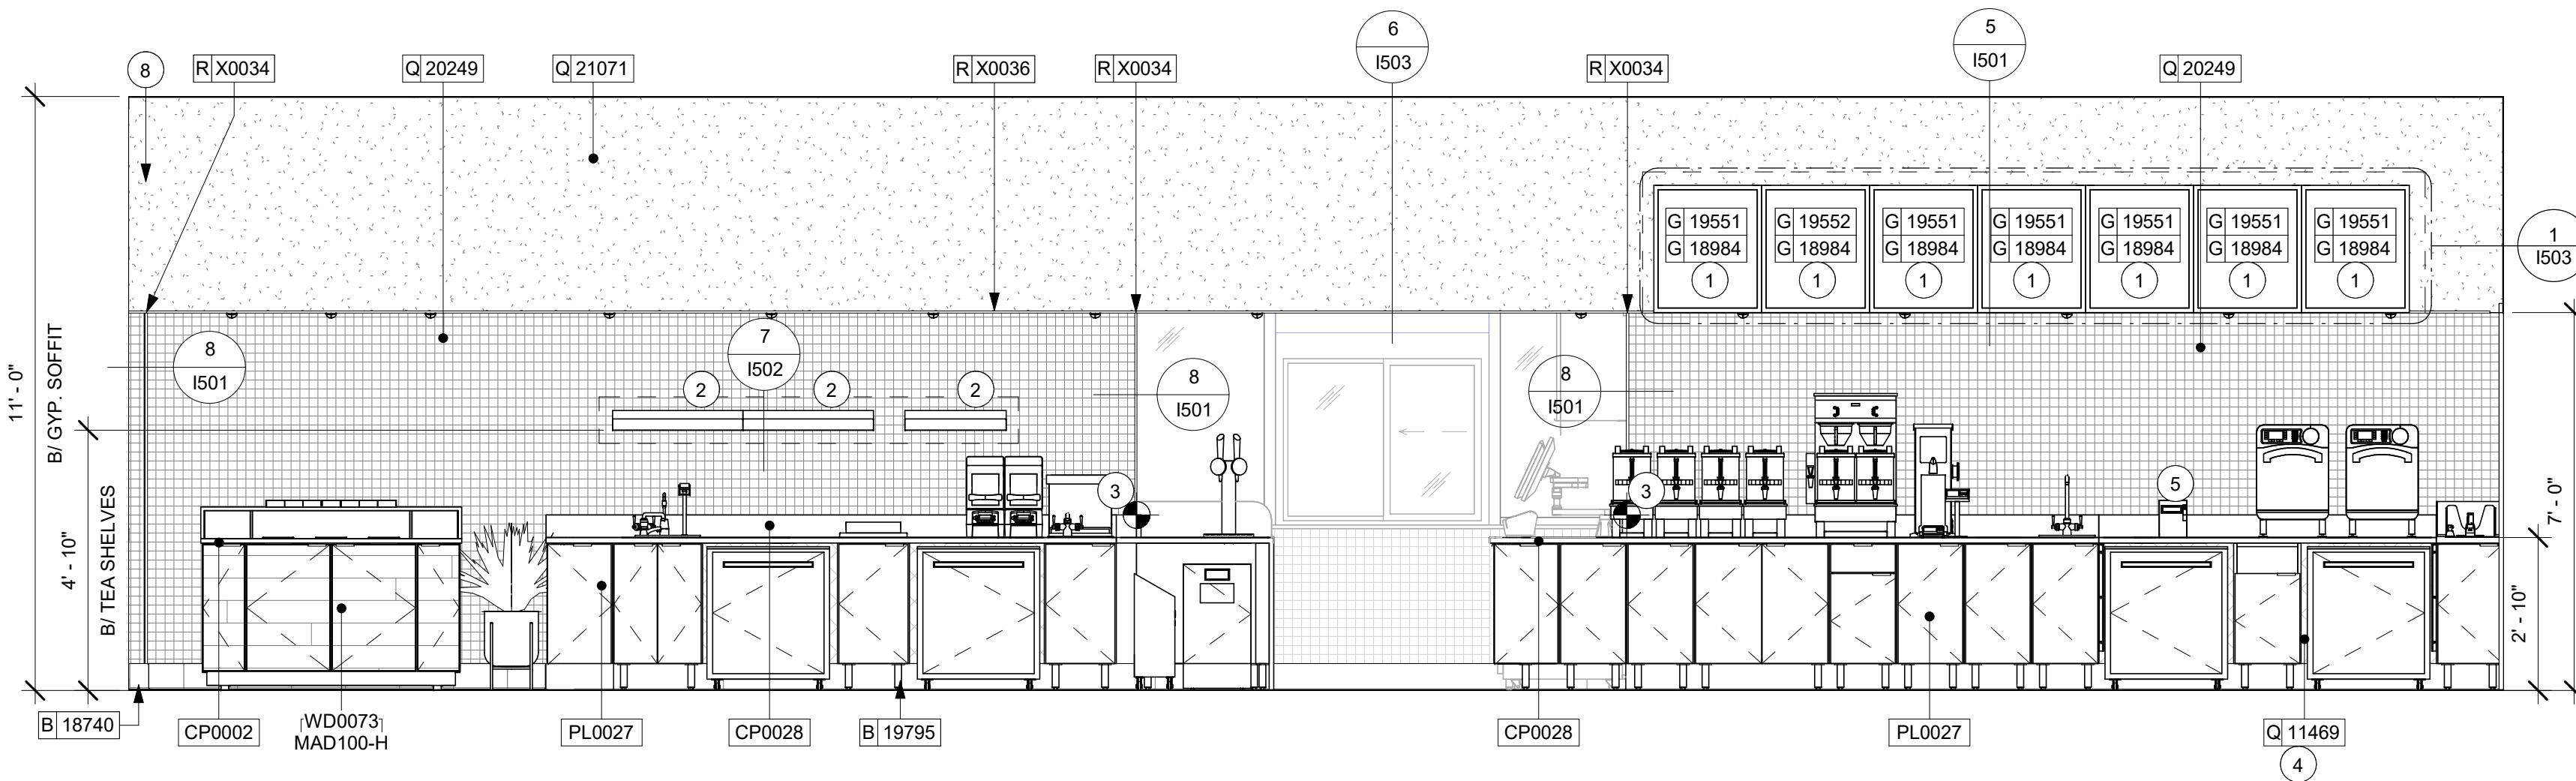 6
I503
5
I501
8
R X0034
Q 20249
Q 21071
R X0036
R X0034
R X0034
Q 20249
G 19551
G 18984
1
G 19552
G 18984
1
G 19551
G 18984
1
G 19551
G 18984
1
G 19551
G 18984
1
G 19551
G 18984
1
G 19551
G 18984
1
1
I503
11' - 0"
B/ GYP. SOFFIT
8
I501
7
I502
2
2
2
8
I501
8
I501
4' - 10"
B/ TEA SHELVES
3
3
5
7' - 0"
2' - 10"
B 18740
CP0002
WD0073
MAD100-H
PL0027
CP0028
B 19795
CP0028
PL0027
Q 11469
4